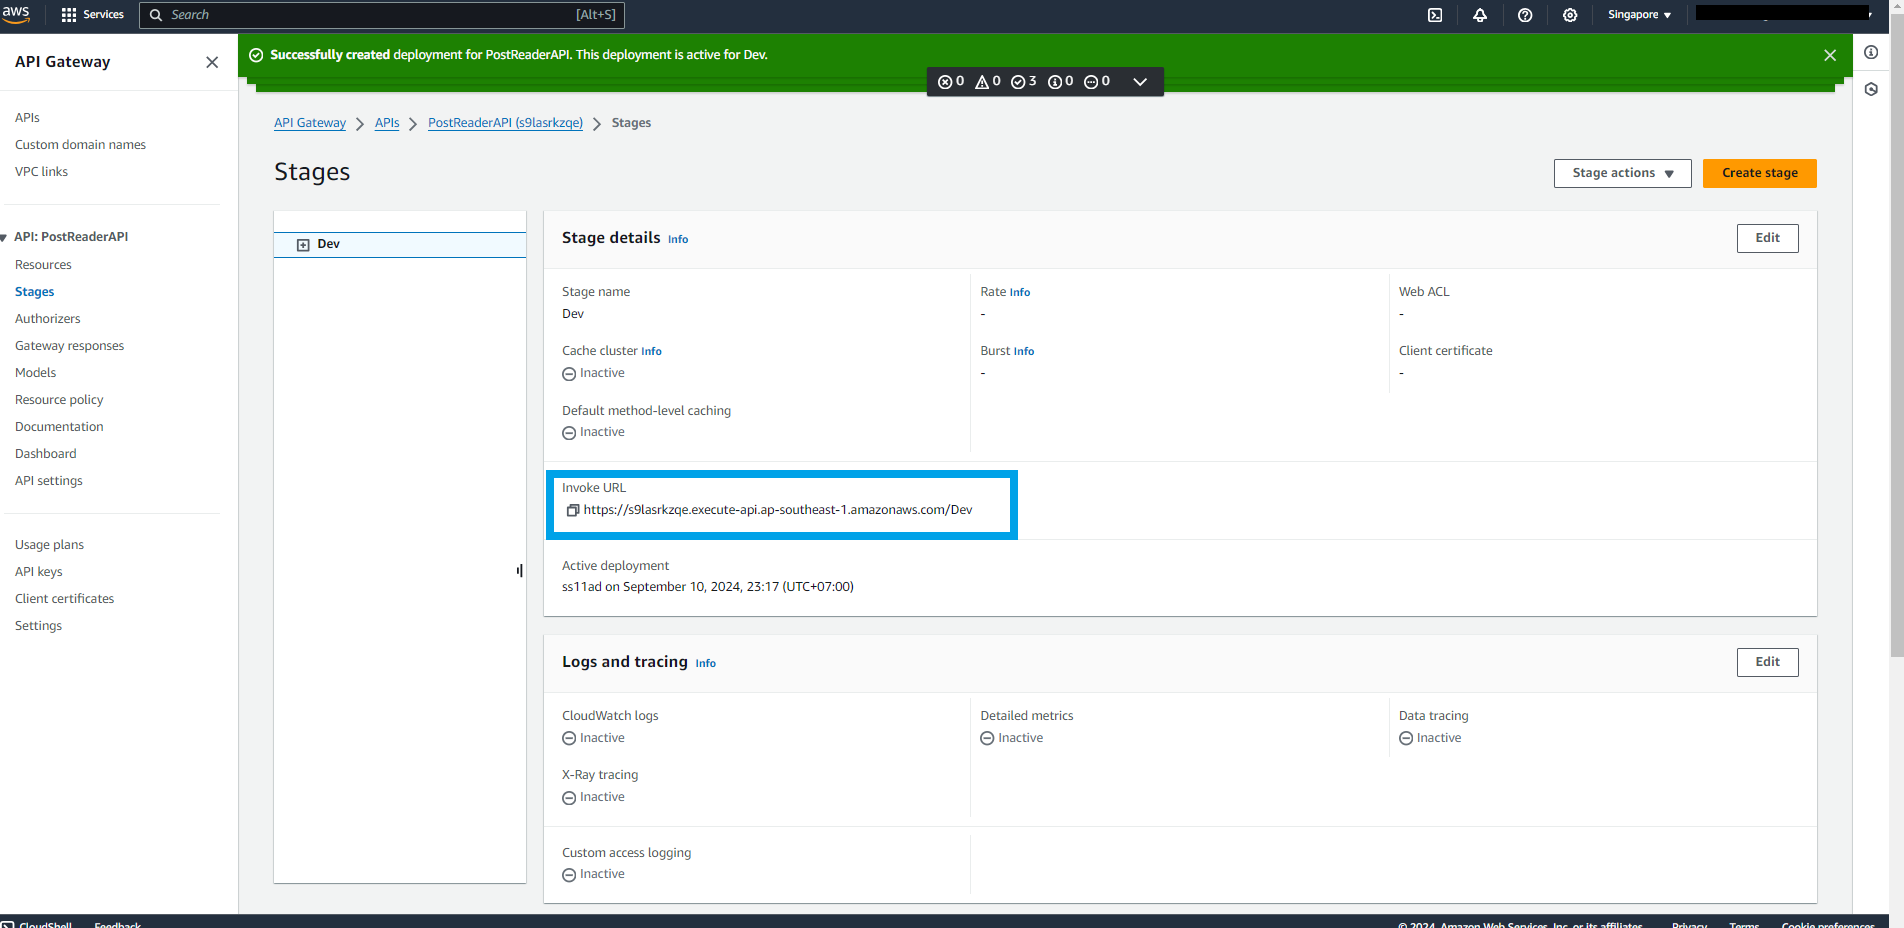 aws Services Search [Alt+S] Singapore
API Gateway
Successfully created deployment for PostReaderAPI. This deployment is active for Dev.
0 0 3 0 0
APIs
Custom domain names
VPC links
API: PostReaderAPI
Resources
Stages
Authorizers
Gateway responses
Models
Resource policy
Documentation
Dashboard
API settings
Usage plans
API keys
Client certificates
Settings
API Gateway APIs PostReaderAPI (s9lasrkzqe) Stages
Stages
Stage actions Create stage
Dev
Stage details Info Edit
Stage name
Dev
Rate Info
-
Web ACL
-
Cache cluster Info
Inactive
Burst Info
-
Client certificate
-
Default method-level caching
Inactive
Invoke URL
https://s9lasrkzqe.execute-api.ap-southeast-1.amazonaws.com/Dev
Active deployment
ss11ad on September 10, 2024, 23:17 (UTC+07:00)
Logs and tracing Info Edit
CloudWatch logs
Inactive
Detailed metrics
Inactive
Data tracing
Inactive
X-Ray tracing
Inactive
Custom access logging
Inactive
CloudShell Feedback © 2024, Amazon Web Services, Inc. or its affiliates. Privacy Terms Cookie preferences